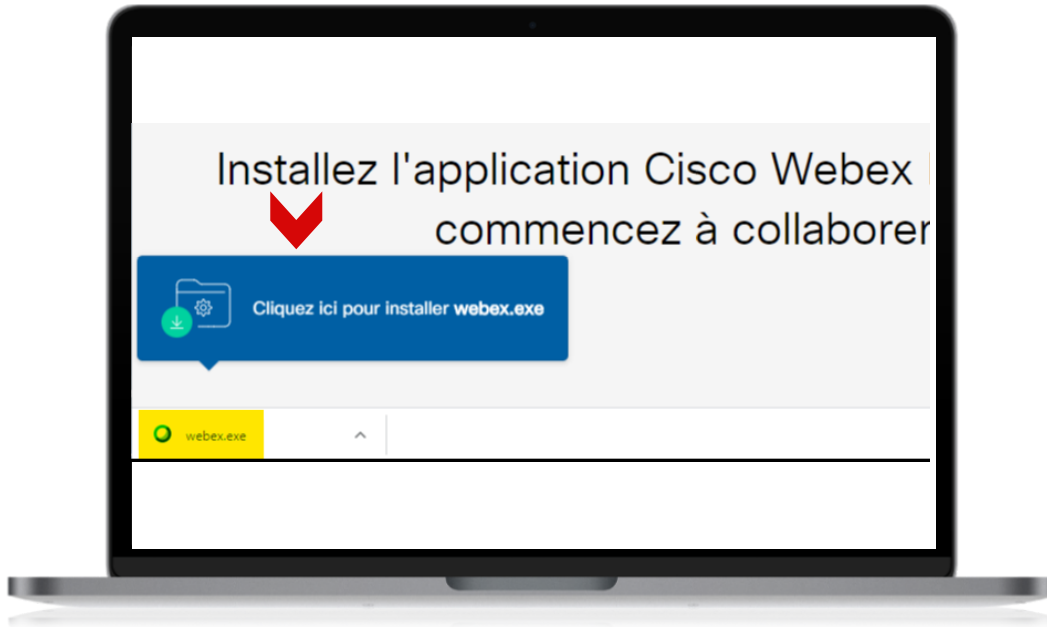 Installez l'application Cisco Webex
commencez à collaborer
Cliquez ici pour installer webex.exe
webex.exe